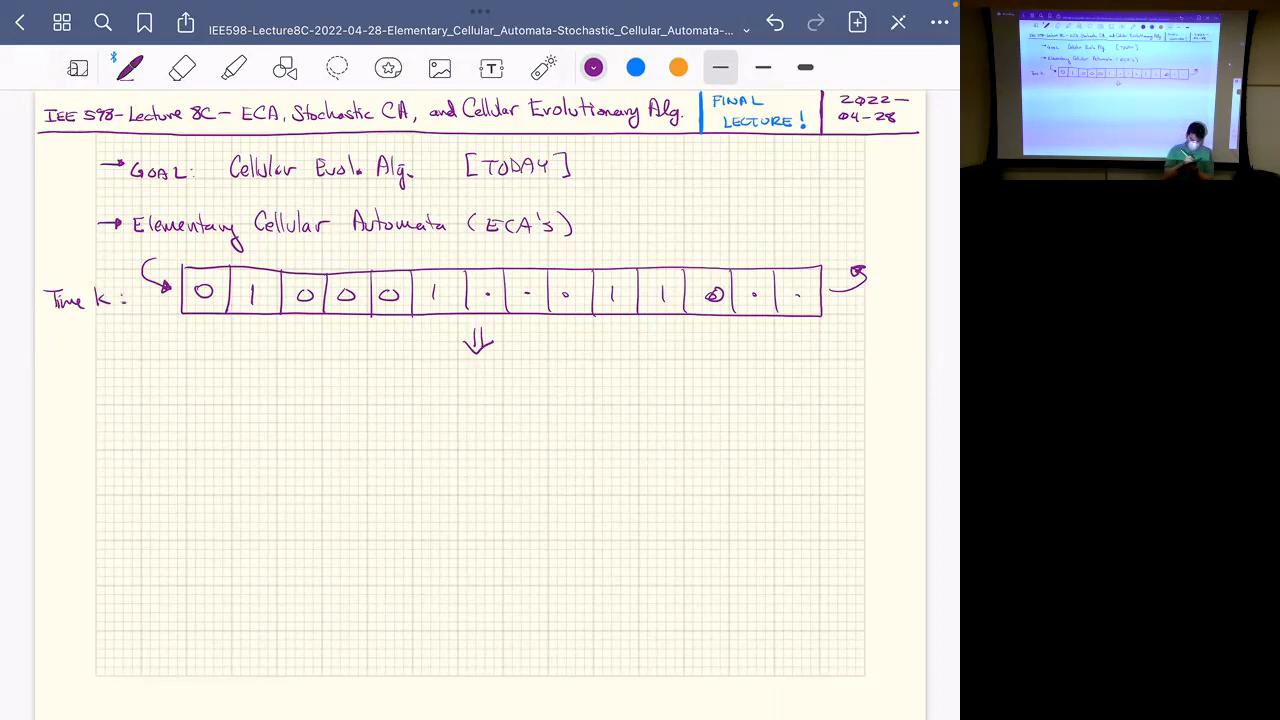 IEE598-Lecture8C-2022-04-28-Elementary_Cellular_Automata-Stochastic_Cellular_Automata-...
IEE 598-Lecture 8C – ECA, Stochastic CA, and Cellular Evolutionary Alg.
FINAL
LECTURE!
2022-
04-28
→ GOAL: Cellular Evol. Alg. [TODAY]
→ Elementary Cellular Automata (ECA's)
Time k: 0 1 0 0 0 1 . . . 1 1 0 . .